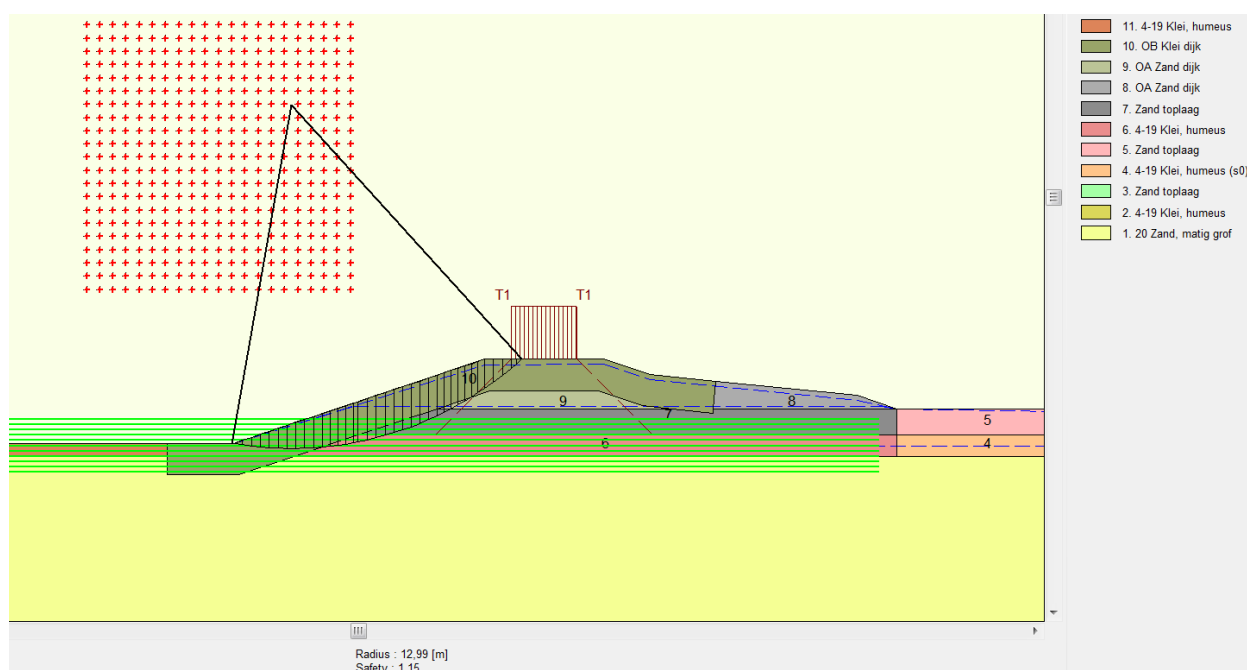 11. 4-19 Klei, humeus
10. OB Klei dijk
9. OA Zand dijk
8. OA Zand dijk
7. Zand toplaag
6. 4-19 Klei, humeus
5. Zand toplaag
4. 4-19 Klei, humeus (s0)
3. Zand toplaag
2. 4-19 Klei, humeus
1. 20 Zand, matig grof
T1 T1
10
9
8
7
5
6
4
Radius : 12,99 [m]
Safety : 1,15